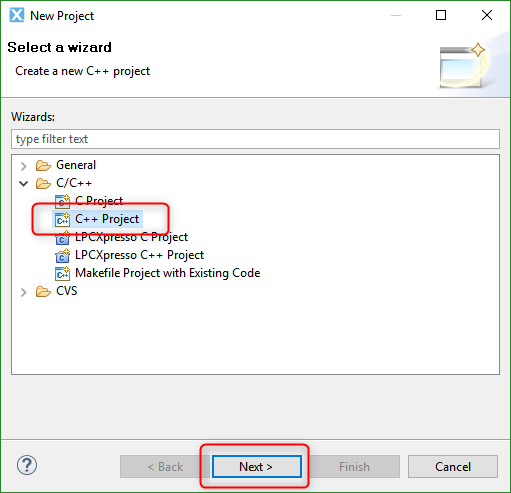 New Project
Select a wizard
Create a new C++ project
Wizards:
type filter text
General
C/C++
C Project
C++ Project
LPCXpresso C Project
LPCXpresso C++ Project
Makefile Project with Existing Code
CVS
< Back
Next >
Finish
Cancel